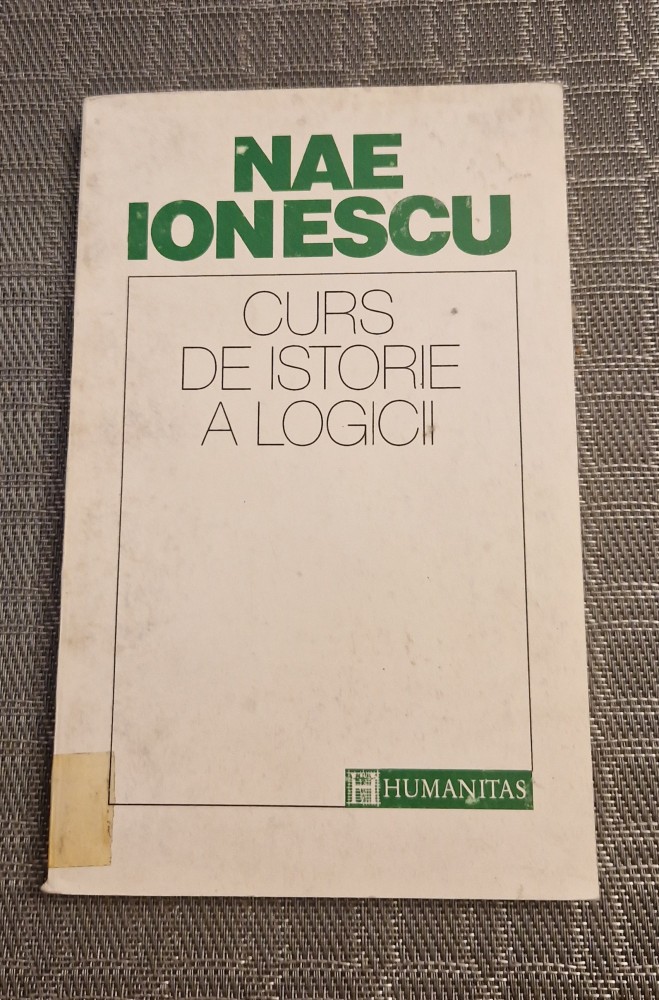 NAE
IONESCU
CURS
DE ISTORIE
A LOGICII
HUMANITAS